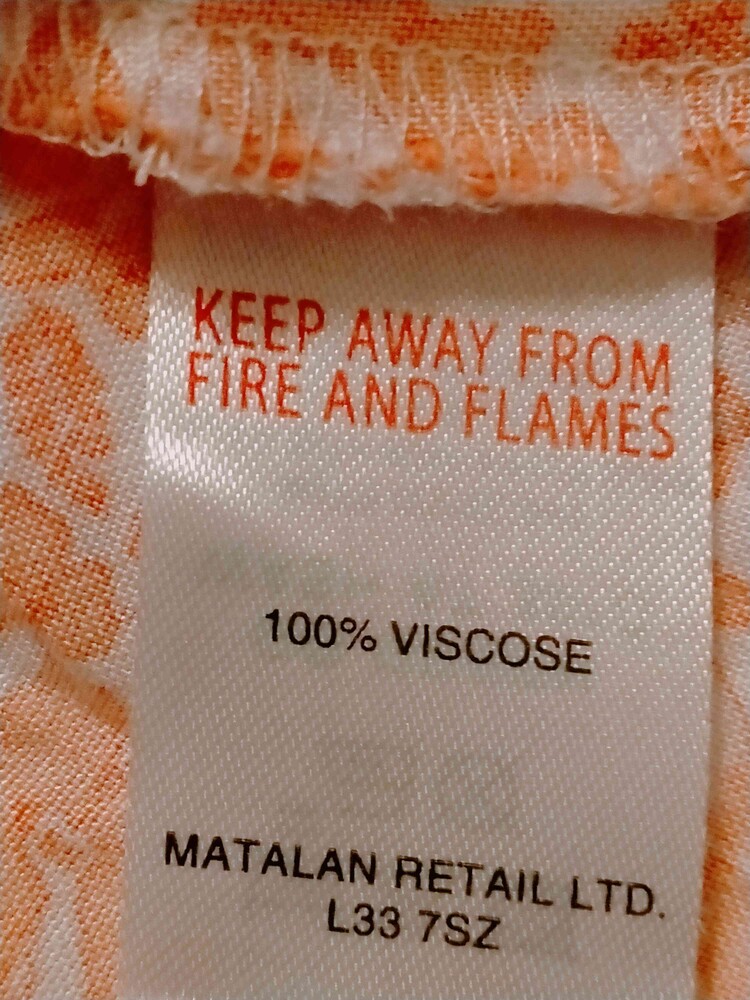 KEEP AWAY FROM
FIRE AND FLAMES
100% VISCOSE
MATALAN RETAIL LTD.
L33 7SZ